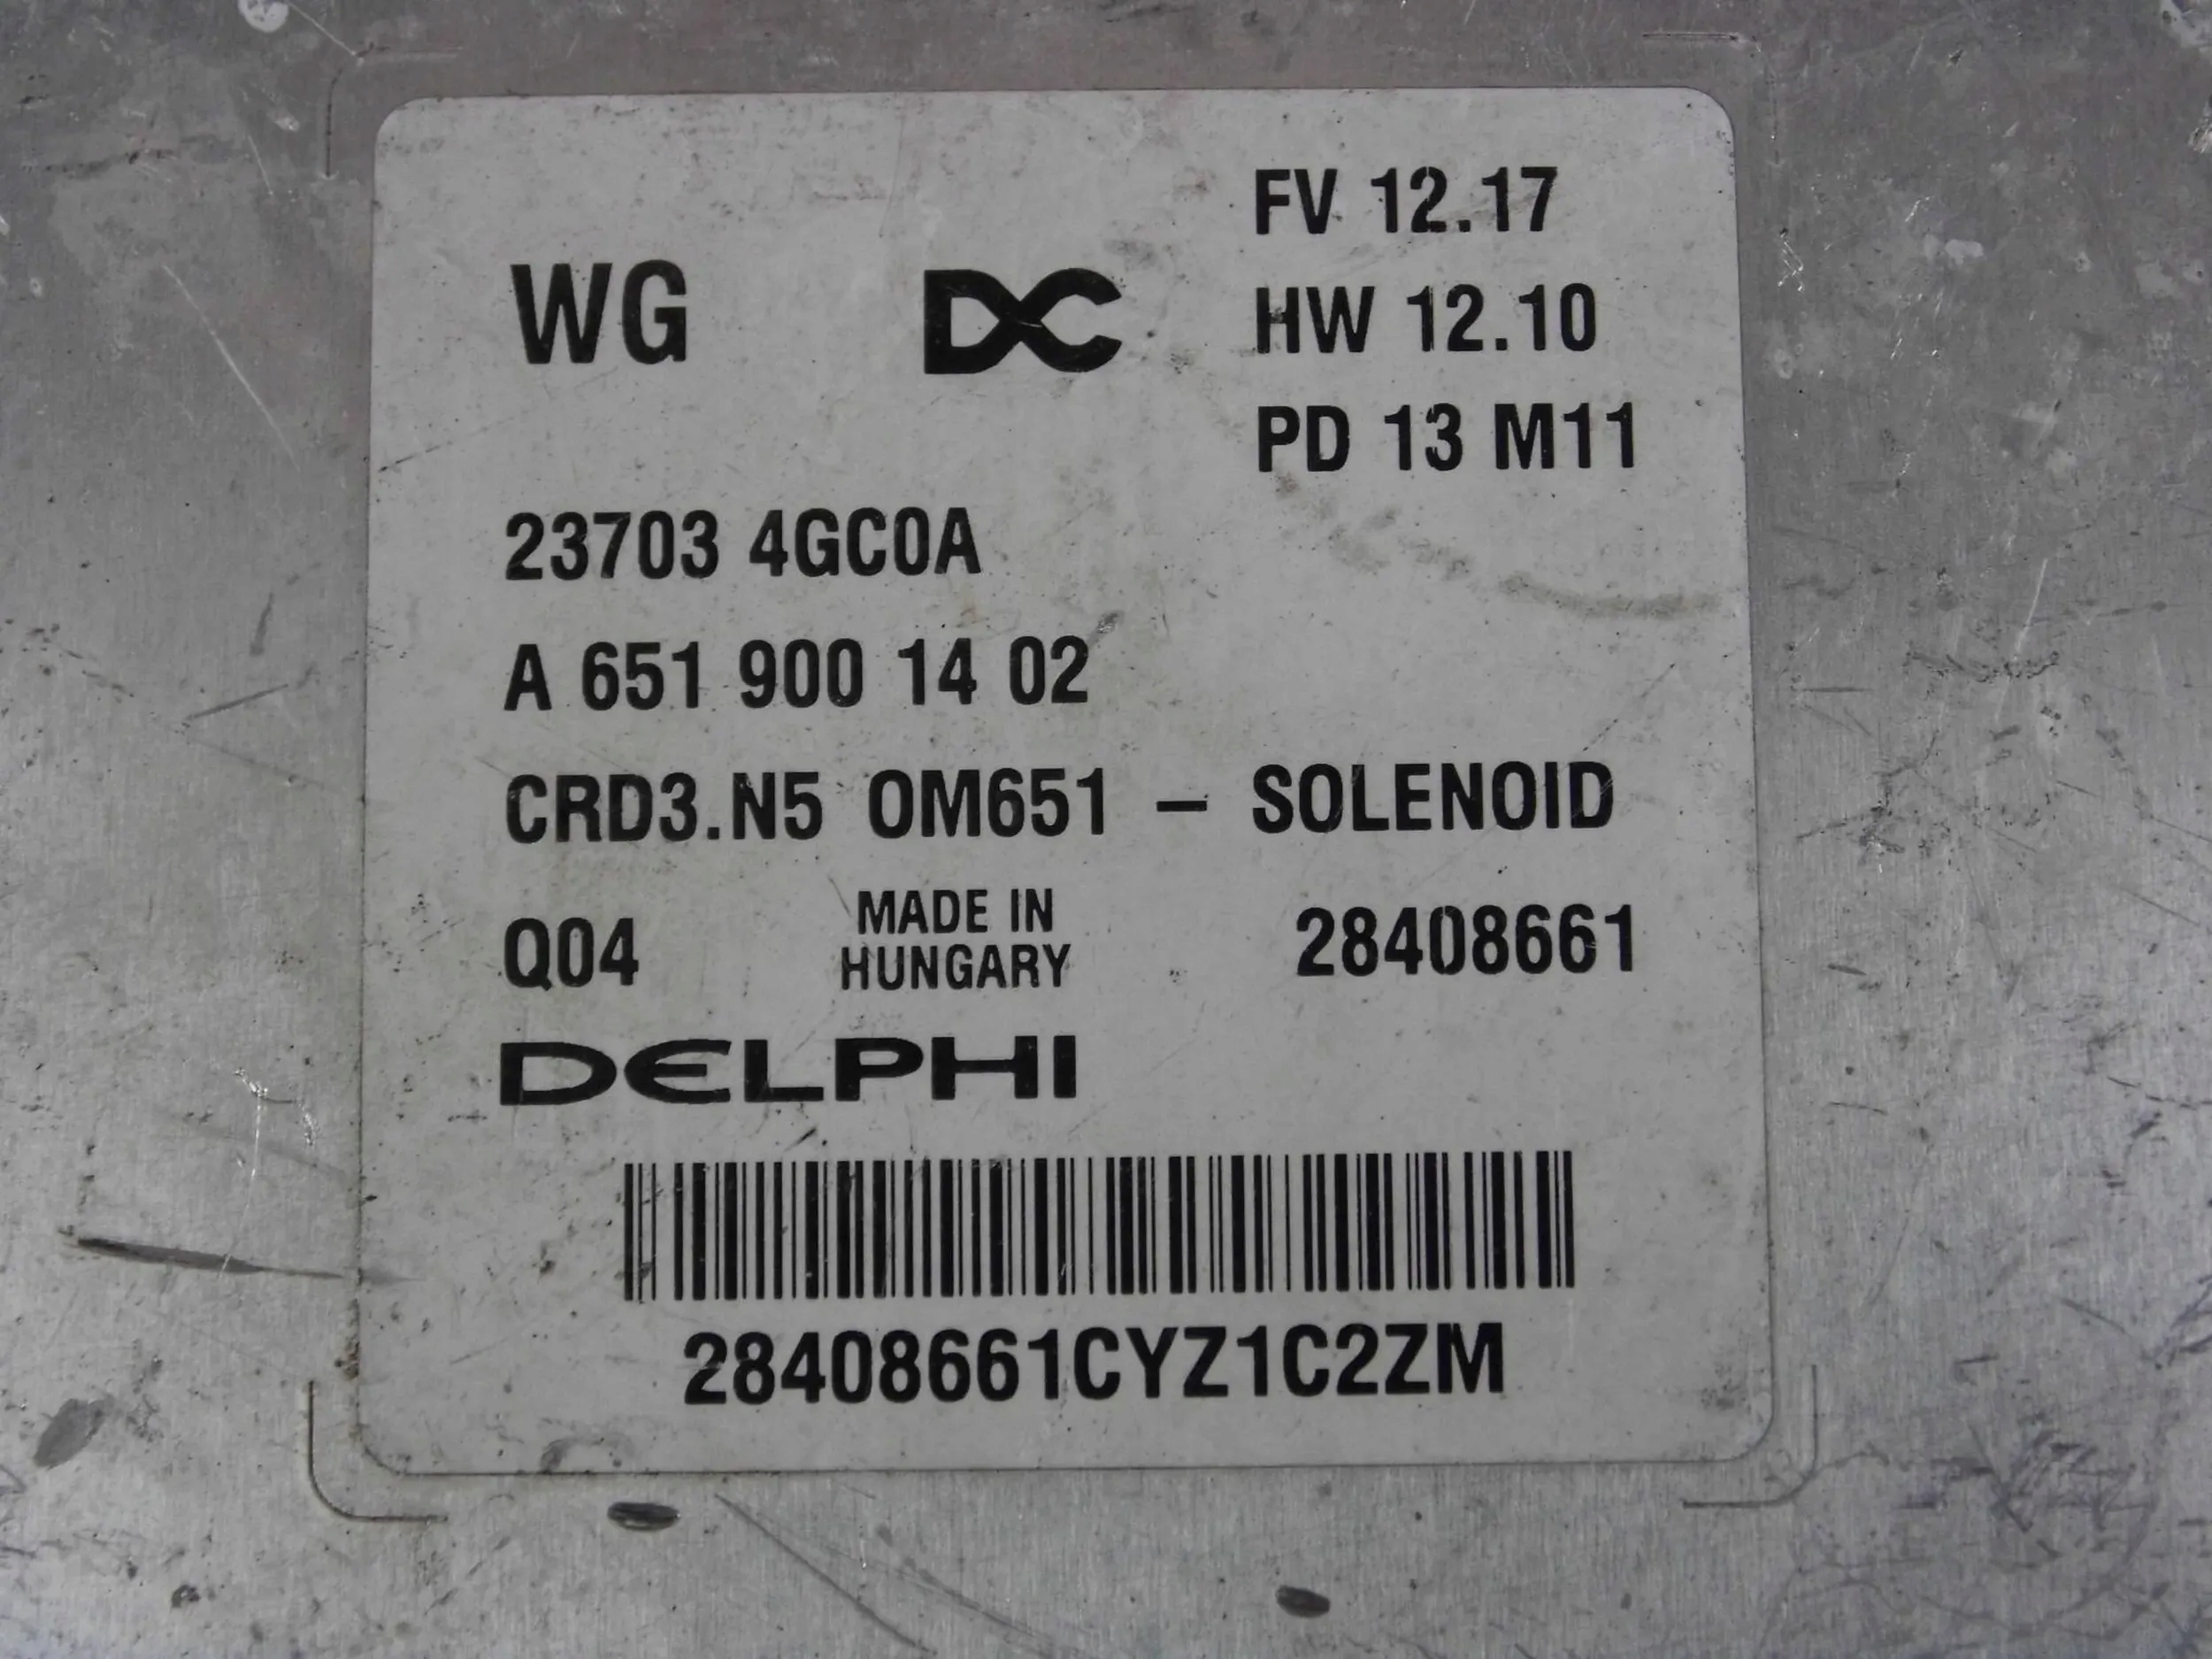 FV 12.17
WG DC HW 12.10
PD 13 M11
23703 4GC0A
A 651 900 14 02
CRD3.N5 OM651 – SOLENOID
Q04 MADE IN HUNGARY 28408661
DELPHI
28408661CYZ1C2ZM